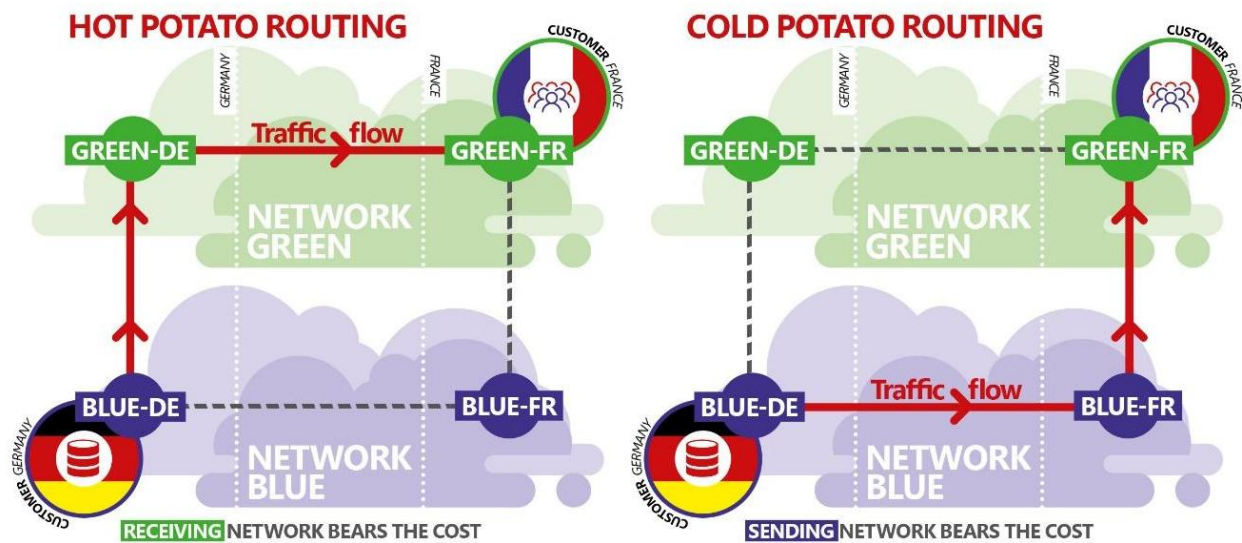 HOT POTATO ROUTING
GERMANY
FRANCE
CUSTOMER FRANCE
GREEN-DE
Traffic flow
GREEN-FR
NETWORK
GREEN
BLUE-DE
BLUE-FR
NETWORK
BLUE
CUSTOMER GERMANY
RECEIVING NETWORK BEARS THE COST
COLD POTATO ROUTING
GERMANY
FRANCE
CUSTOMER FRANCE
GREEN-DE
GREEN-FR
NETWORK
GREEN
BLUE-DE
Traffic flow
BLUE-FR
NETWORK
BLUE
CUSTOMER GERMANY
SENDING NETWORK BEARS THE COST